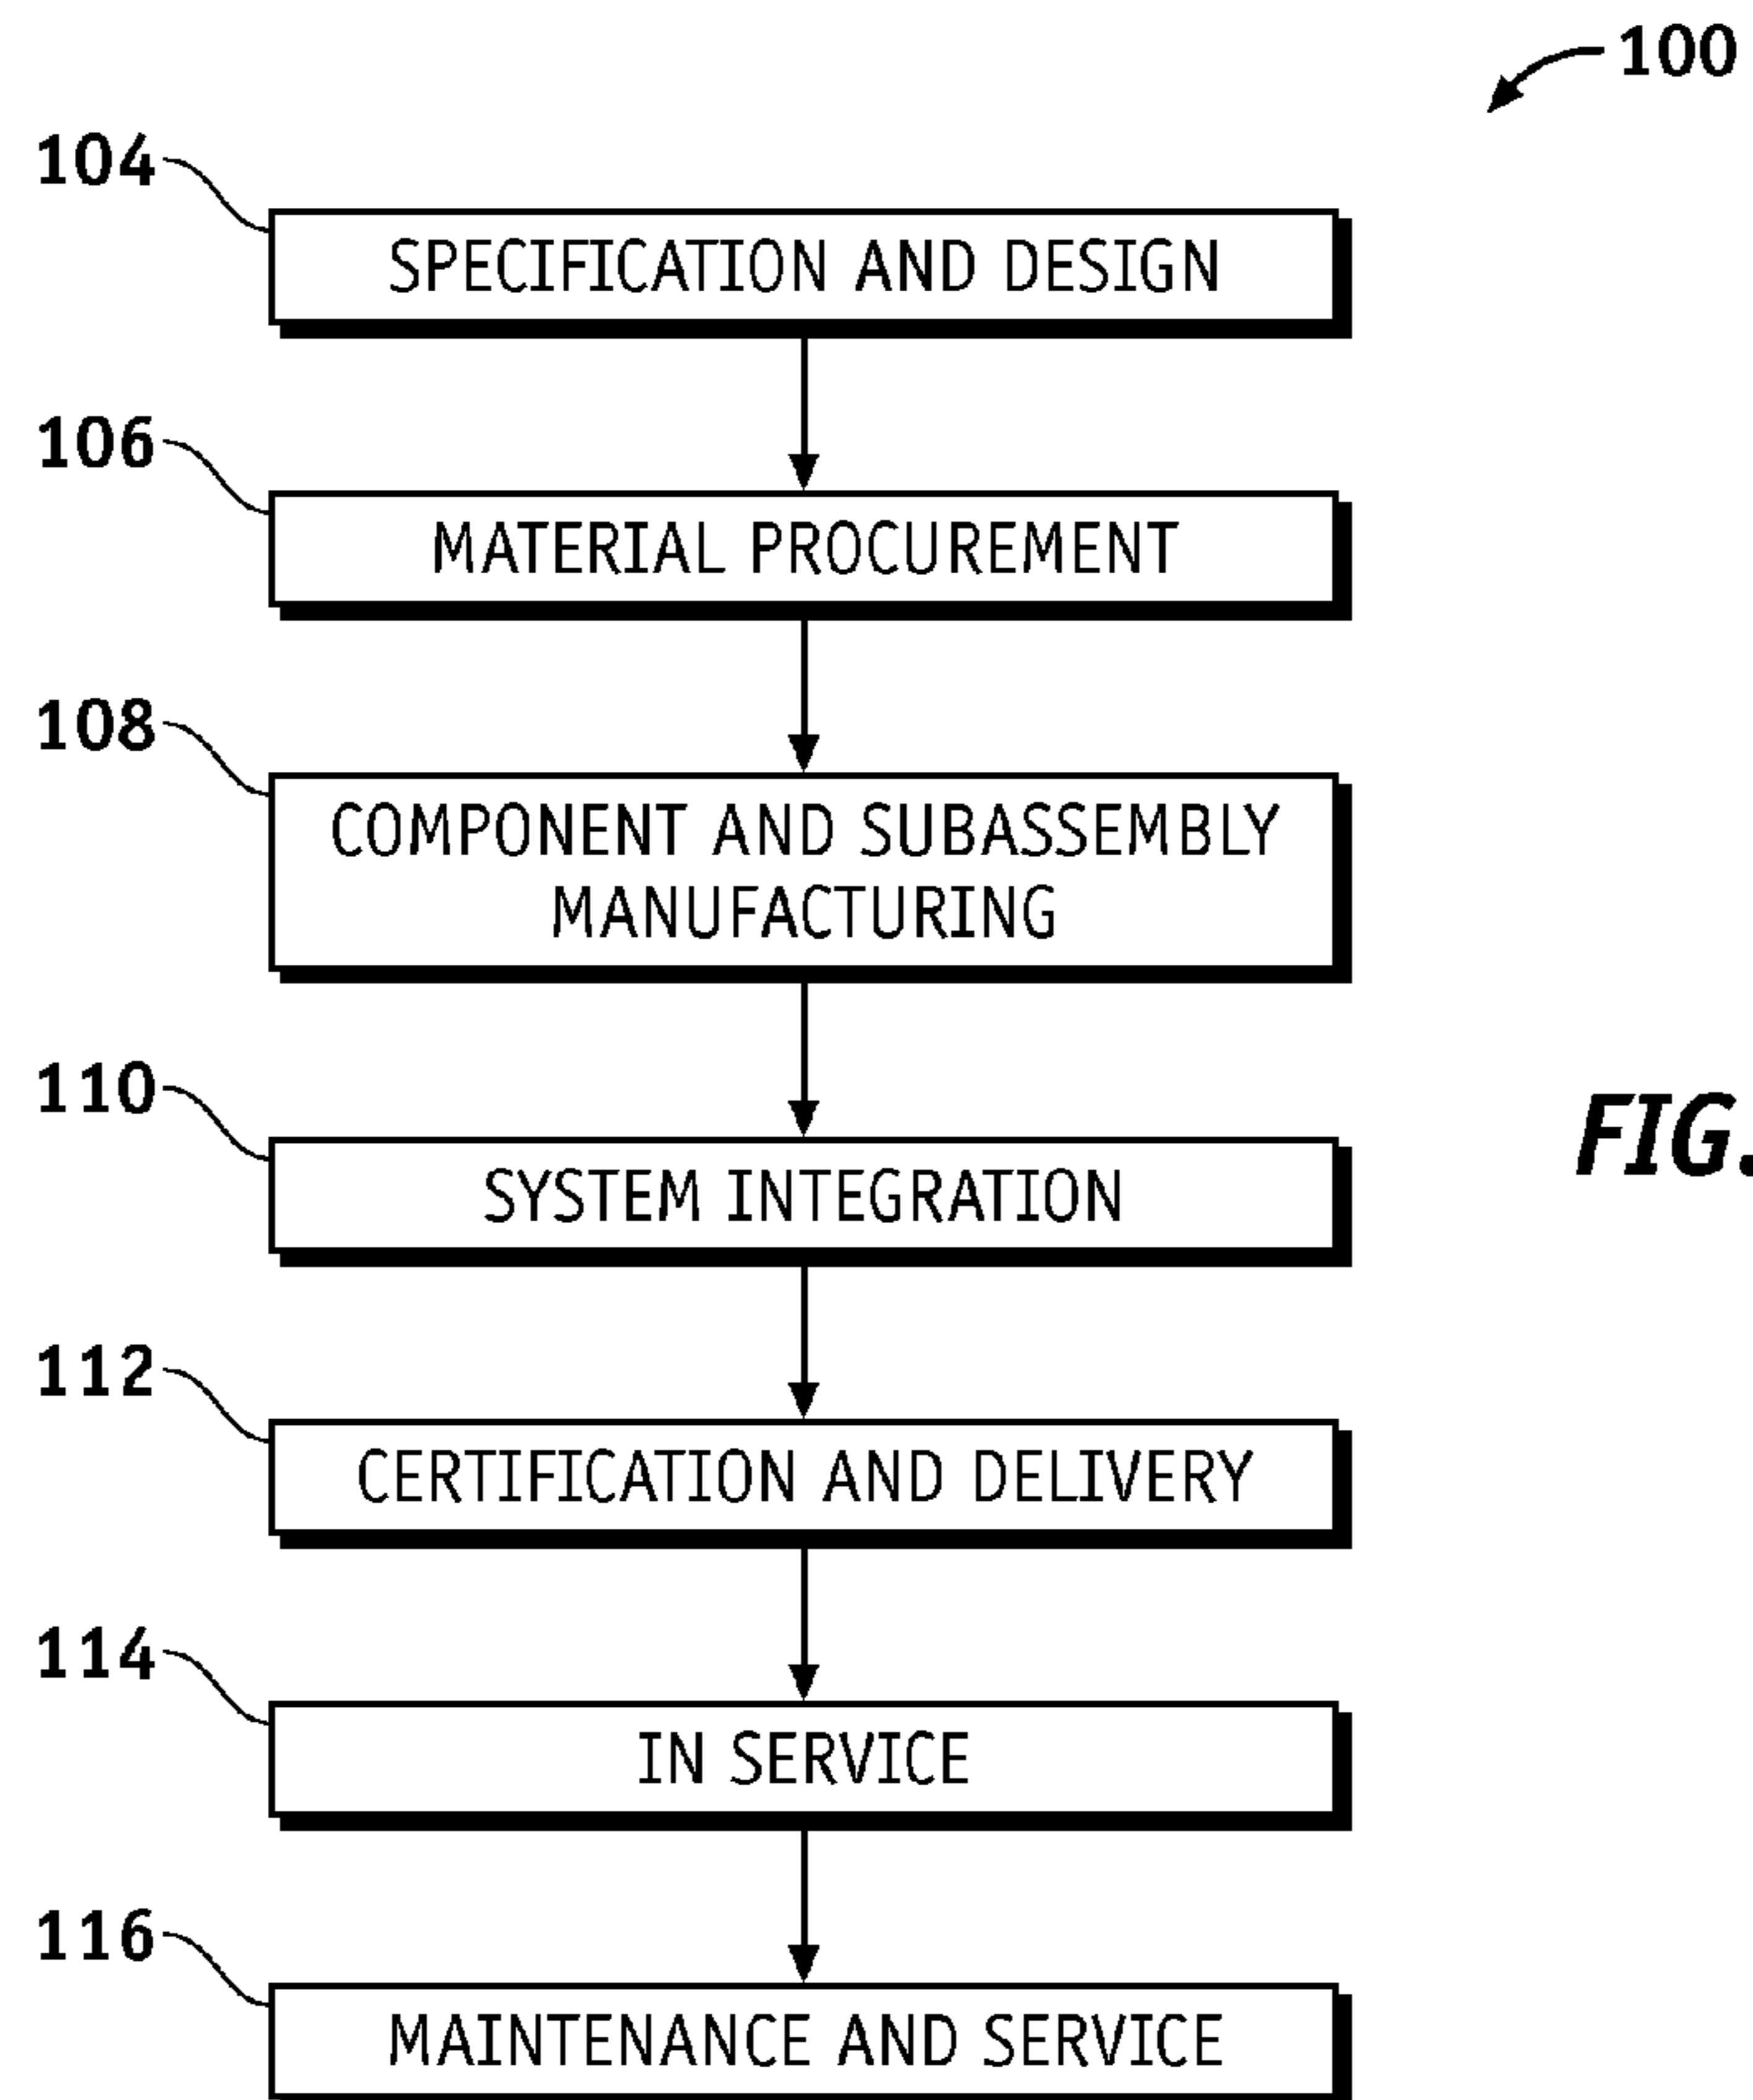 100
104
SPECIFICATION AND DESIGN
106
MATERIAL PROCUREMENT
108
COMPONENT AND SUBASSEMBLY
MANUFACTURING
110
SYSTEM INTEGRATION
FIG.
112
CERTIFICATION AND DELIVERY
114
IN SERVICE
116
MAINTENANCE AND SERVICE